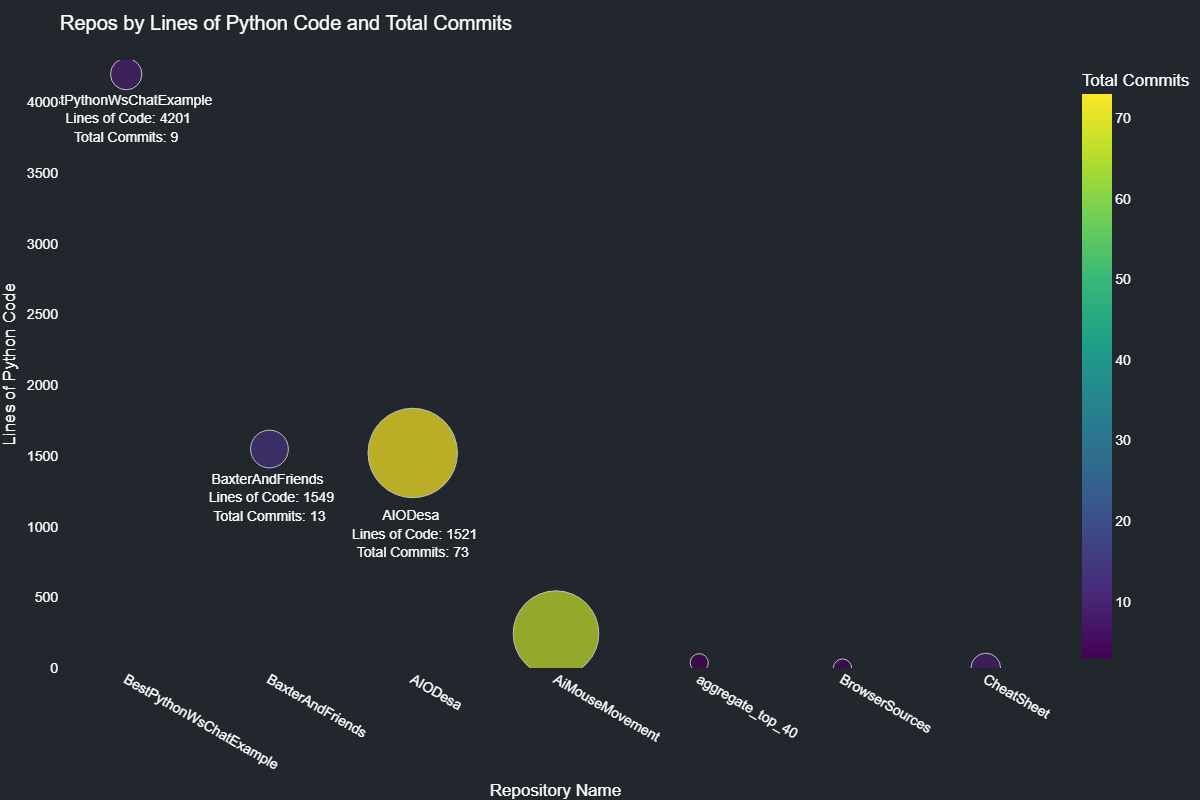 Repos by Lines of Python Code and Total Commits
Total Commits
tPythonWsChatExample
Lines of Code: 4201
Total Commits: 9
4000
3500
3000
2500
2000
1500
1000
500
0
Lines of Python Code
BaxterAndFriends
Lines of Code: 1549
Total Commits: 13
AIODesa
Lines of Code: 1521
Total Commits: 73
70
60
50
40
30
20
10
BestPythonWsChatExample
BaxterAndFriends
AIODesa
AiMouseMovement
aggregate_top_40
BrowserSources
CheatSheet
Repository Name